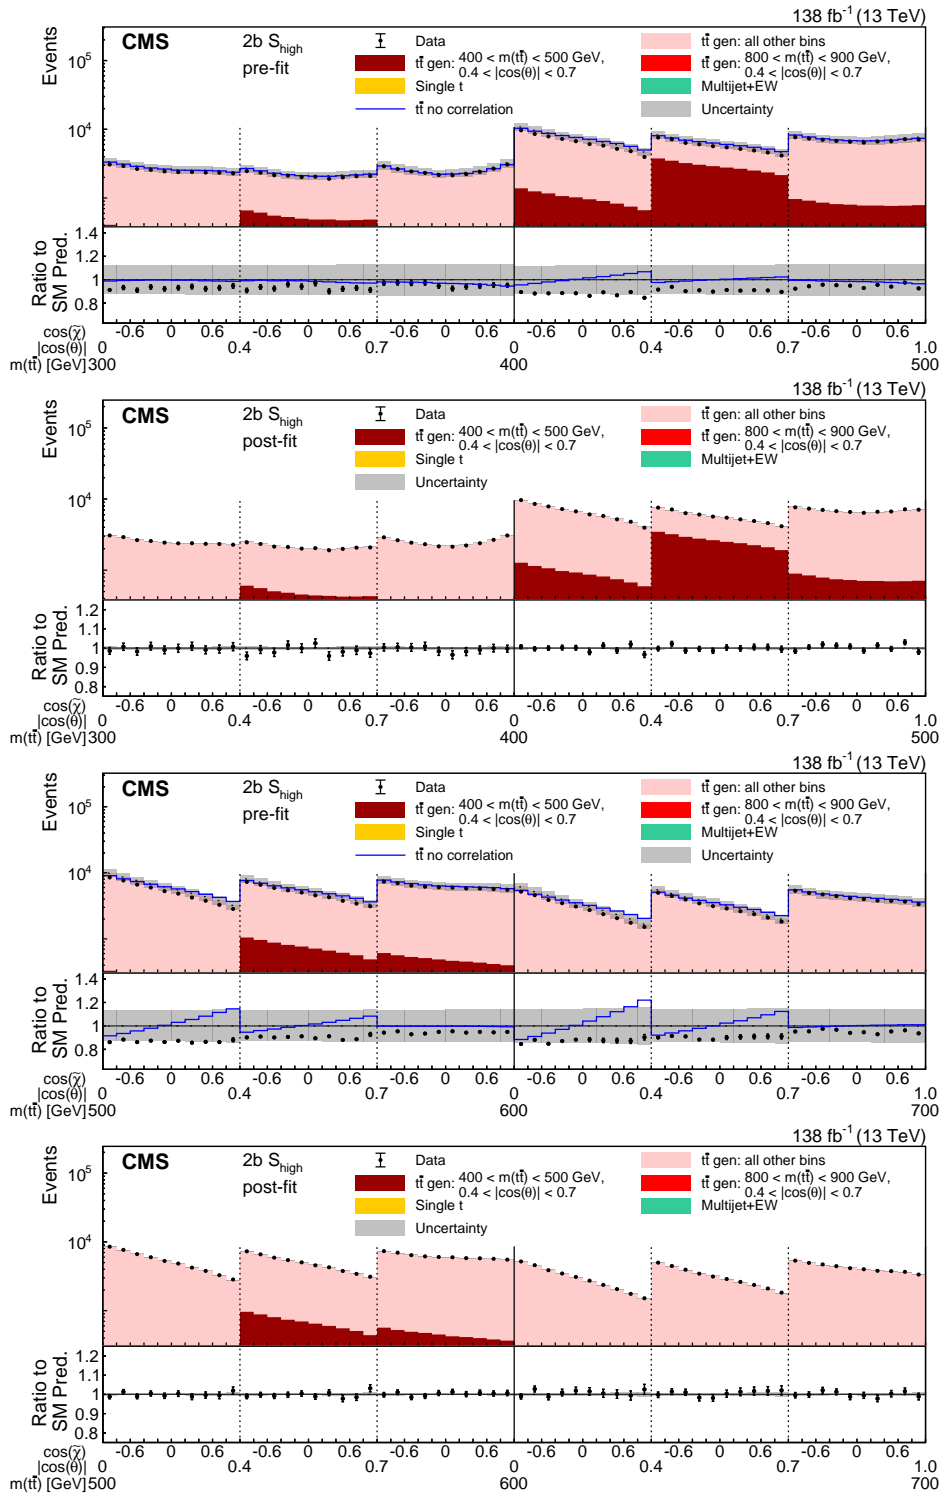 138 fb⁻¹ (13 TeV)
CMS 2b S_high pre-fit
Data
tt̄ gen: 400 < m(tt̄) < 500 GeV, 0.4 < |cos(θ)| < 0.7
Single t
tt̄ no correlation
tt̄ gen: all other bins
tt̄ gen: 800 < m(tt̄) < 900 GeV, 0.4 < |cos(θ)| < 0.7
Multijet+EW
Uncertainty
Events
10⁵
10⁴
Ratio to SM Pred.
1.4
1.2
1
0.8
cos(χ̃) -0.6 0 0.6 -0.6 0 0.6 -0.6 0 0.6 -0.6 0 0.6 -0.6 0 0.6 -0.6 0 0.6
|cos(θ)| 0.4 0.7 0 0.4 0.7 1.0
m(tt̄) [GeV] 300 400 500
138 fb⁻¹ (13 TeV)
CMS 2b S_high post-fit
Data
tt̄ gen: 400 < m(tt̄) < 500 GeV, 0.4 < |cos(θ)| < 0.7
Single t
Uncertainty
tt̄ gen: all other bins
tt̄ gen: 800 < m(tt̄) < 900 GeV, 0.4 < |cos(θ)| < 0.7
Multijet+EW
Events
10⁵
10⁴
Ratio to SM Pred.
1.2
1.1
1.0
0.9
0.8
cos(χ̃) -0.6 0 0.6 -0.6 0 0.6 -0.6 0 0.6 -0.6 0 0.6 -0.6 0 0.6 -0.6 0 0.6
|cos(θ)| 0.4 0.7 0 0.4 0.7 1.0
m(tt̄) [GeV] 300 400 500
138 fb⁻¹ (13 TeV)
CMS 2b S_high pre-fit
Data
tt̄ gen: 400 < m(tt̄) < 500 GeV, 0.4 < |cos(θ)| < 0.7
Single t
tt̄ no correlation
tt̄ gen: all other bins
tt̄ gen: 800 < m(tt̄) < 900 GeV, 0.4 < |cos(θ)| < 0.7
Multijet+EW
Uncertainty
Events
10⁵
10⁴
Ratio to SM Pred.
1.4
1.2
1
0.8
cos(χ̃) -0.6 0 0.6 -0.6 0 0.6 -0.6 0 0.6 -0.6 0 0.6 -0.6 0 0.6 -0.6 0 0.6
|cos(θ)| 0.4 0.7 0 0.4 0.7 1.0
m(tt̄) [GeV] 500 600 700
138 fb⁻¹ (13 TeV)
CMS 2b S_high post-fit
Data
tt̄ gen: 400 < m(tt̄) < 500 GeV, 0.4 < |cos(θ)| < 0.7
Single t
Uncertainty
tt̄ gen: all other bins
tt̄ gen: 800 < m(tt̄) < 900 GeV, 0.4 < |cos(θ)| < 0.7
Multijet+EW
Events
10⁵
10⁴
Ratio to SM Pred.
1.2
1.1
1.0
0.9
0.8
cos(χ̃) -0.6 0 0.6 -0.6 0 0.6 -0.6 0 0.6 -0.6 0 0.6 -0.6 0 0.6 -0.6 0 0.6
|cos(θ)| 0.4 0.7 0 0.4 0.7 1.0
m(tt̄) [GeV] 500 600 700